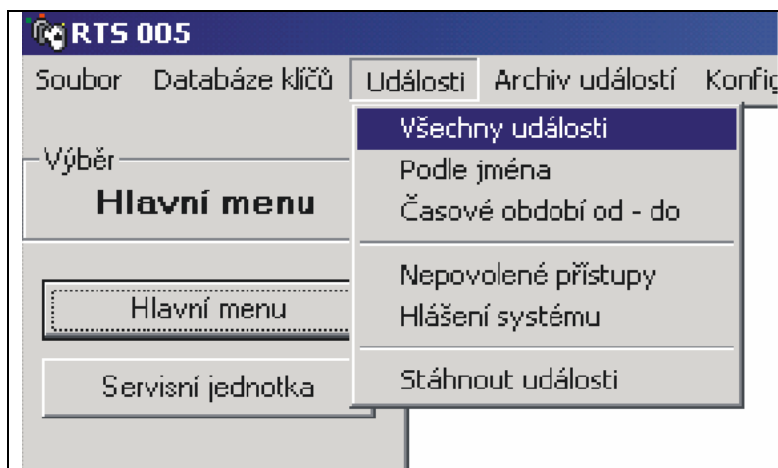 RTS 005
Soubor Databáze klíčů Události Archiv událostí Konfig
Všechny události
Podle jména
Časové období od - do
Nepovolené přístupy
Hlášení systému
Stáhnout události
Výběr
Hlavní menu
Hlavní menu
Servisní jednotka